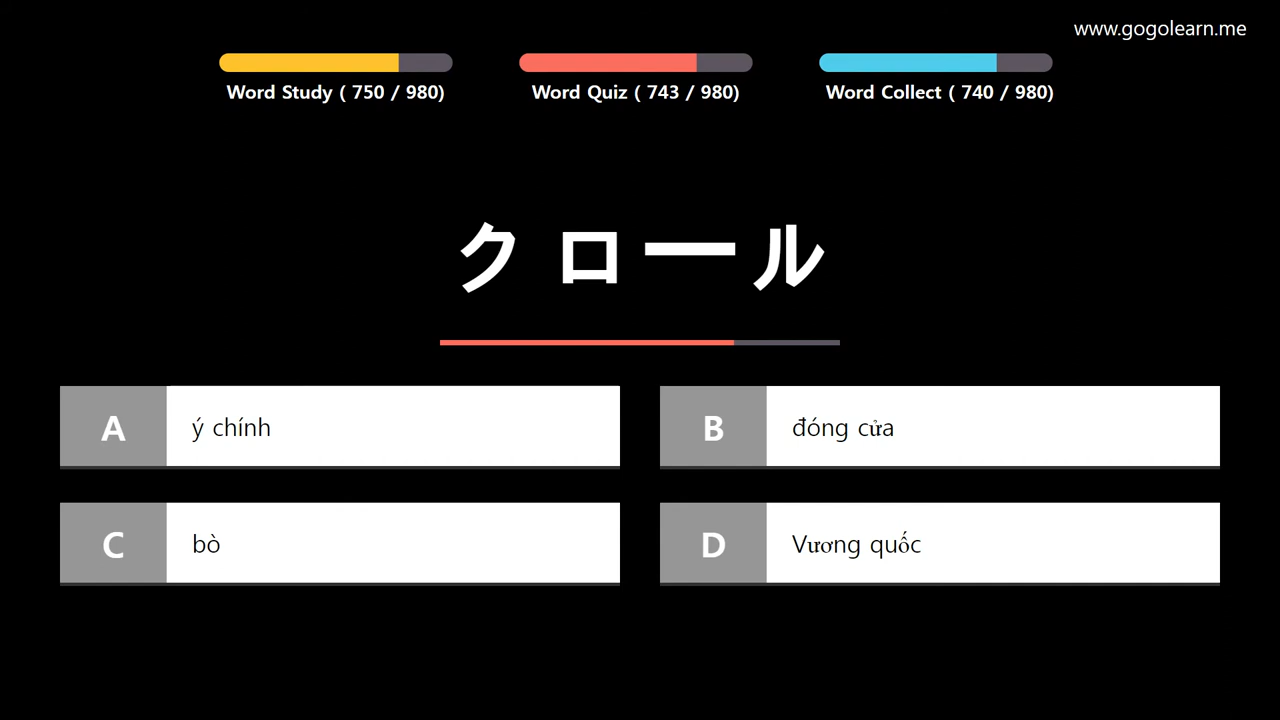 www.gogolearn.me
Word Study ( 750 / 980)
Word Quiz ( 743 / 980)
Word Collect ( 740 / 980)
クロール
A ý chính
B đóng cửa
C bò
D Vương quốc